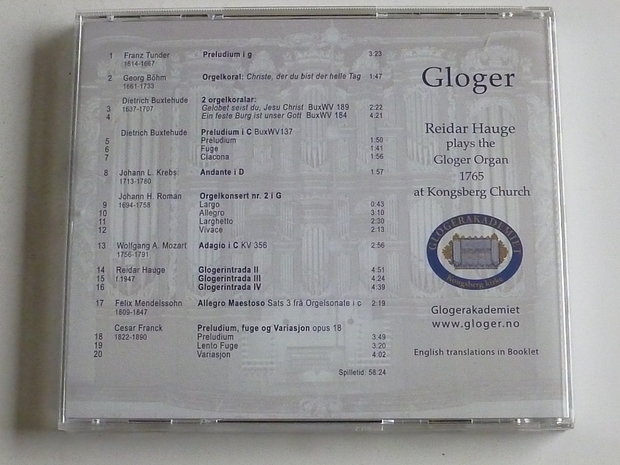 1 Franz Tunder Preludium i g 3:23
1614-1667
2 Georg Böhm Orgelkoral: Christe, der du bist der helle Tag 1:47
1661-1733
Dietrich Buxtehude 2 orgelkoralar:
3 1637-1707 Gelobet seist du, Jesu Christ BuxWV 189 2:22
4 Ein feste Burg ist unser Gott BuxWV 184 4:21
Dietrich Buxtehude Preludium i C BuxWV137
5 Preludium 1:50
6 Fuge 1:41
7 Ciacona 1:56
8 Johann L. Krebs Andante i D 1:57
1713-1780
Johann H. Roman Orgelkonsert nr. 2 i G
9 1694-1758 Largo 0:43
10 Allegro 3:10
11 Larghetto 2:30
12 Vivace 2:13
13 Wolfgang A. Mozart Adagio i C KV 356 2:56
1756-1791
14 Reidar Hauge Glogerintrada II 4:51
15 f.1947 Glogerintrada III 4:24
16 Glogerintrada IV 4:39
17 Felix Mendelssohn Allegro Maestoso Sats 3 frå Orgelsonate i c 2:19
1809-1847
Cesar Franck Preludium, fuge og Variasjon opus 18
18 1822-1890 Preludium 3:49
19 Lento Fuge 3:20
20 Variasjon 4:02
Spilletid: 58:24
Gloger
Reidar Hauge
plays the
Gloger Organ
1765
at Kongsberg Church
GLOGERAKADEMIET
Kongsberg kirke
Glogerakademiet
www.gloger.no
English translations in Booklet